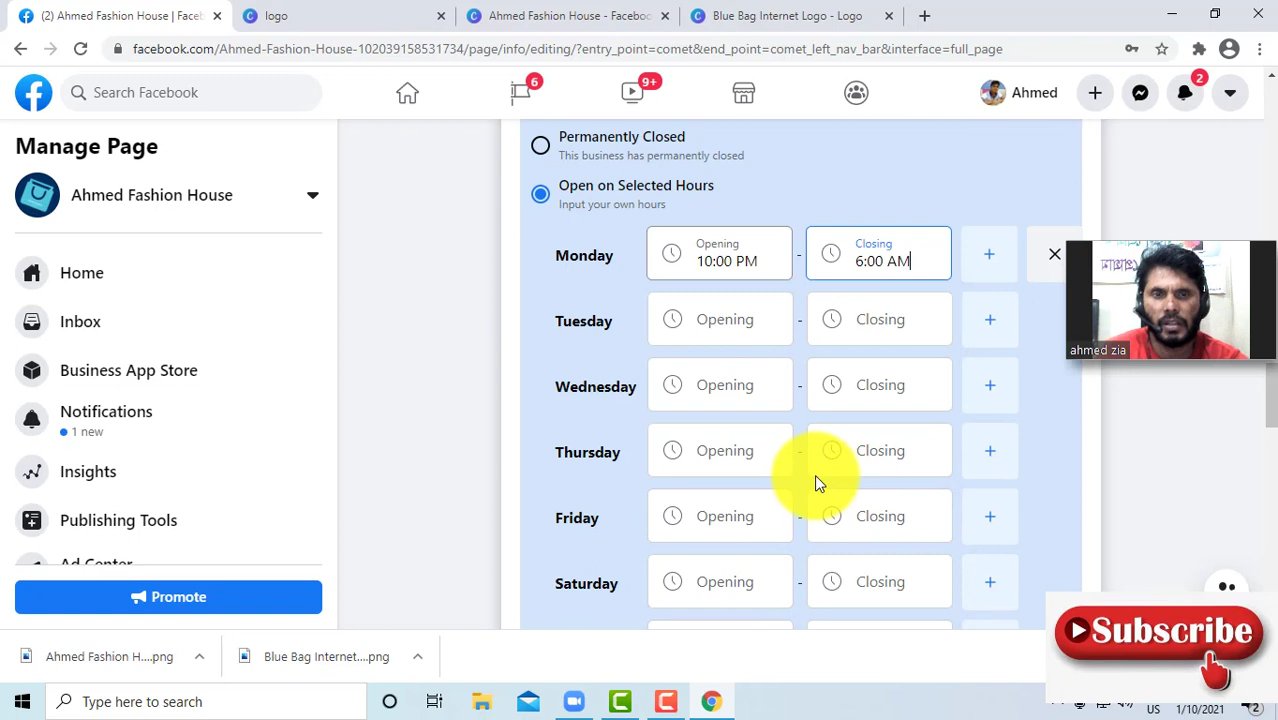 (2) Ahmed Fashion House | Faceb
logo
Ahmed Fashion House - Faceboo
Blue Bag Internet Logo - Logo
facebook.com/Ahmed-Fashion-House-102039158531734/page/info/editing/?entry_point=comet&end_point=comet_left_nav_bar&interface=full_page
Search Facebook
6
9+
Ahmed
2
Manage Page
Ahmed Fashion House
Home
Inbox
Business App Store
Notifications
1 new
Insights
Publishing Tools
Ad Center
Promote
Permanently Closed
This business has permanently closed
Open on Selected Hours
Input your own hours
Monday
Opening
10:00 PM
-
Closing
6:00 AM
Tuesday
Opening
-
Closing
Wednesday
Opening
-
Closing
Thursday
Opening
-
Closing
Friday
Opening
-
Closing
Saturday
Opening
-
Closing
ahmed zia
Subscribe
Ahmed Fashion H....png
Blue Bag Internet....png
Type here to search
US
1/10/2021
2